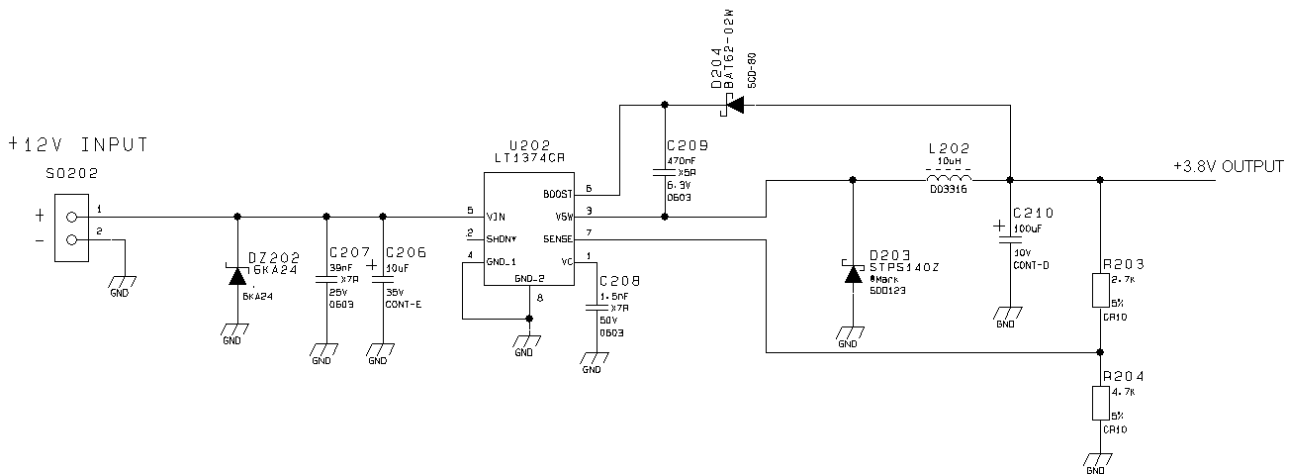 +12V INPUT
SO202
+
1
-
2
GND
DZ202
6KA24
6KA24
GND
C207
39nF
X7R
25V
0603
GND
+
C206
10uF
35V
CONT-E
GND
U202
LT1374CR
BOOST
6
5
VIN
VSW
3
2
SHDN*
SENSE
7
4
GND_1
VC
1
GND_2
8
GND
C208
1.5nF
X7R
50V
0603
GND
C209
470nF
X5R
6.3V
0603
D204
BAT62-02W
SCD-80
D203
STPS140Z
*Mark
SOD123
GND
L202
10uH
DO3316
+3.8V OUTPUT
+
C210
100uF
10V
CONT-D
GND
R203
2.7K
5%
CR10
R204
4.7K
5%
CR10
GND